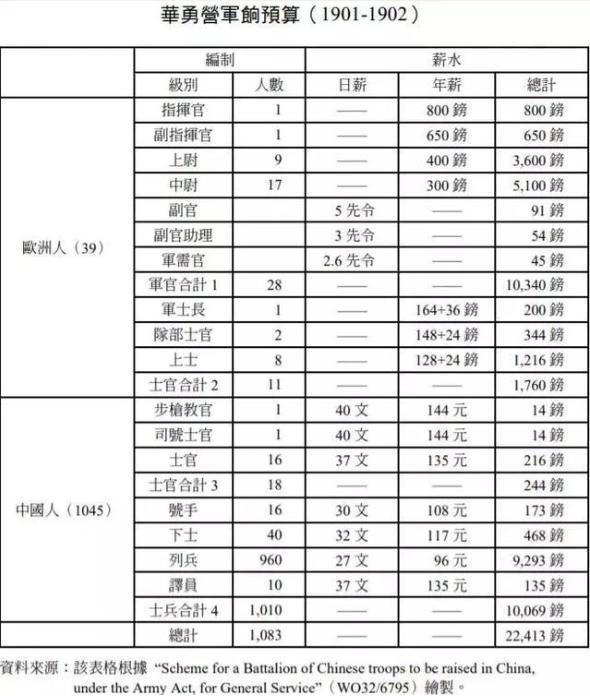 華勇營軍餉預算（1901-1902）
編制 薪水
級別 人數 日薪 年薪 總計
歐洲人（39）
指揮官 1 —— 800 鎊 800 鎊
副指揮官 1 —— 650 鎊 650 鎊
上尉 9 —— 400 鎊 3,600 鎊
中尉 17 —— 300 鎊 5,100 鎊
副官 5 先令 —— 91 鎊
副官助理 3 先令 —— 54 鎊
軍需官 2.6 先令 —— 45 鎊
軍官合計 1 28 —— —— 10,340 鎊
軍士長 1 —— 164+36 鎊 200 鎊
隊部士官 2 —— 148+24 鎊 344 鎊
上士 8 —— 128+24 鎊 1,216 鎊
士官合計 2 11 —— —— 1,760 鎊
中國人（1045）
步槍教官 1 40 文 144 元 14 鎊
司號士官 1 40 文 144 元 14 鎊
士官 16 37 文 135 元 216 鎊
士官合計 3 18 —— —— 244 鎊
號手 16 30 文 108 元 173 鎊
下士 40 32 文 117 元 468 鎊
列兵 960 27 文 96 元 9,293 鎊
譯員 10 37 文 135 元 135 鎊
士兵合計 4 1,010 —— —— 10,069 鎊
總計 1,083 —— —— 22,413 鎊
資料來源：該表格根據 “Scheme for a Battalion of Chinese troops to be raised in China,
under the Army Act, for General Service”（WO32/6795）繪製。